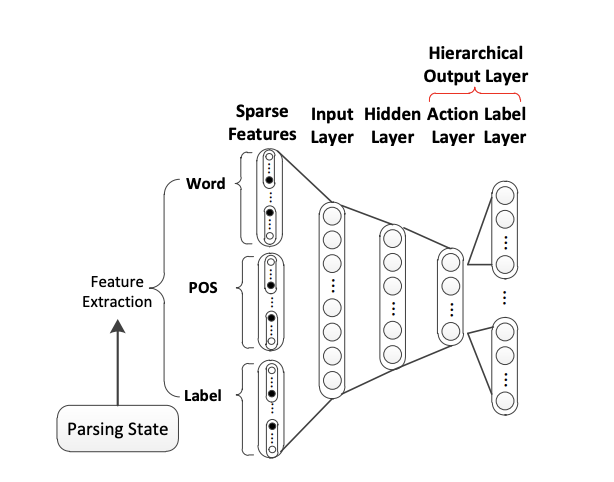 Hierarchical
Output Layer
Sparse
Features
Input
Layer
Hidden
Layer
Action
Layer
Label
Layer
Word
POS
Label
Feature
Extraction
Parsing State